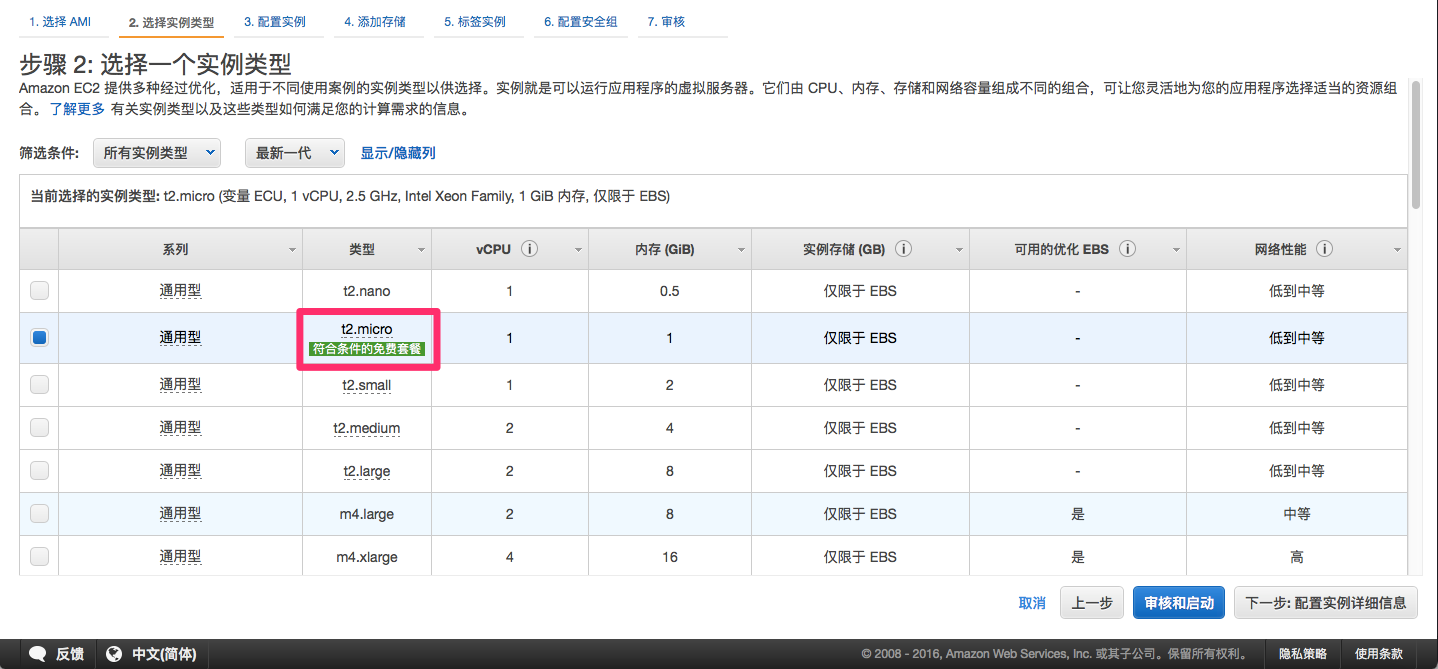 1. 选择 AMI 2. 选择实例类型 3. 配置实例 4. 添加存储 5. 标签实例 6. 配置安全组 7. 审核
步骤 2: 选择一个实例类型
Amazon EC2 提供多种经过优化，适用于不同使用案例的实例类型以供选择。实例就是可以运行应用程序的虚拟服务器。它们由 CPU、内存、存储和网络容量组成不同的组合，可让您灵活地为您的应用程序选择适当的资源组
合。 了解更多 有关实例类型以及这些类型如何满足您的计算需求的信息。
筛选条件: 所有实例类型 最新一代 显示/隐藏列
当前选择的实例类型: t2.micro (变量 ECU, 1 vCPU, 2.5 GHz, Intel Xeon Family, 1 GiB 内存, 仅限于 EBS)
系列 类型 vCPU i 内存 (GiB) 实例存储 (GB) i 可用的优化 EBS i 网络性能 i
通用型 t2.nano 1 0.5 仅限于 EBS - 低到中等
通用型 t2.micro 1 1 仅限于 EBS - 低到中等
符合条件的免费套餐
通用型 t2.small 1 2 仅限于 EBS - 低到中等
通用型 t2.medium 2 4 仅限于 EBS - 低到中等
通用型 t2.large 2 8 仅限于 EBS - 低到中等
通用型 m4.large 2 8 仅限于 EBS 是 中等
通用型 m4.xlarge 4 16 仅限于 EBS 是 高
取消 上一步 审核和启动 下一步: 配置实例详细信息
反馈 中文(简体) © 2008 - 2016, Amazon Web Services, Inc. 或其子公司。保留所有权利。 隐私策略 使用条款